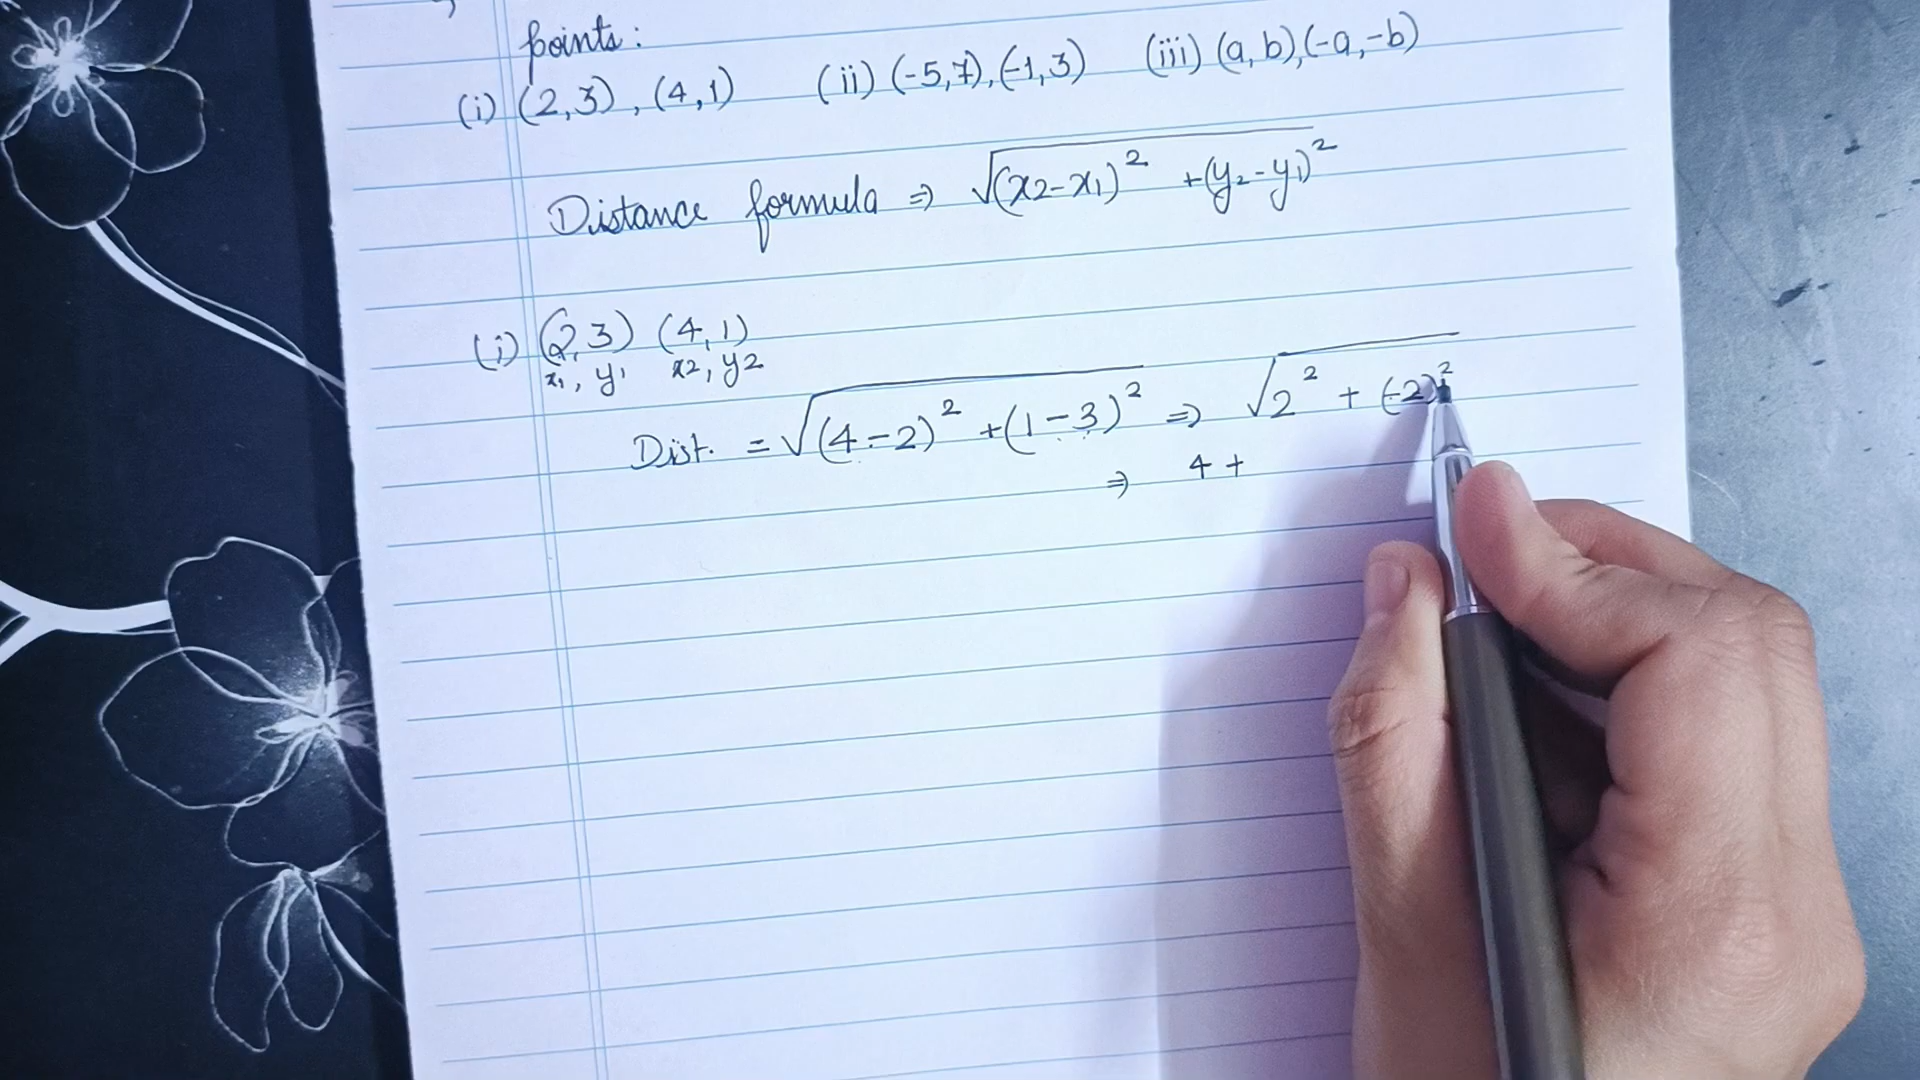 points:
(i) (2,3) , (4,1) (ii) (-5,7),(-1,3) (iii) (a,b),(-a,-b)
Distance formula ⇒ √(x2-x1)² +(y2-y1)²
(i) (2,3) (4,1)
x1, y1 x2, y2
Dist. = √(4-2)² +(1-3)² ⇒ √2² + (-2)²
⇒ 4 +